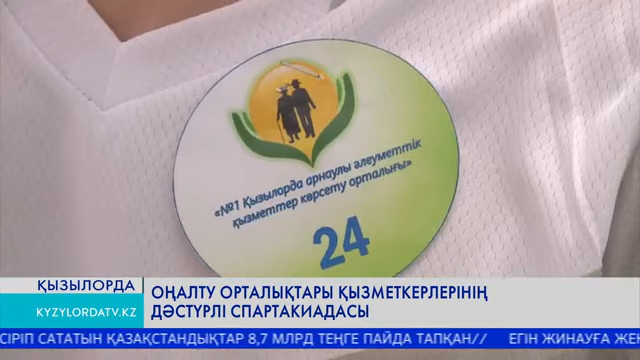 «№1 Қызылорда арнаулы әлеуметтік
қызметтер көрсету орталығы»
24
ҚЫЗЫЛОРДА
KYZYLORDATV.KZ
ОҢАЛТУ ОРТАЛЫҚТАРЫ ҚЫЗМЕТКЕРЛЕРІНІҢ
ДӘСТҮРЛІ СПАРТАКИАДАСЫ
СІРІП САТАТЫН ҚАЗАҚСТАНДЫҚТАР 8,7 МЛРД ТЕҢГЕ ПАЙДА ТАПҚАН// ЕГІН ЖИНАУҒА ЖЕН